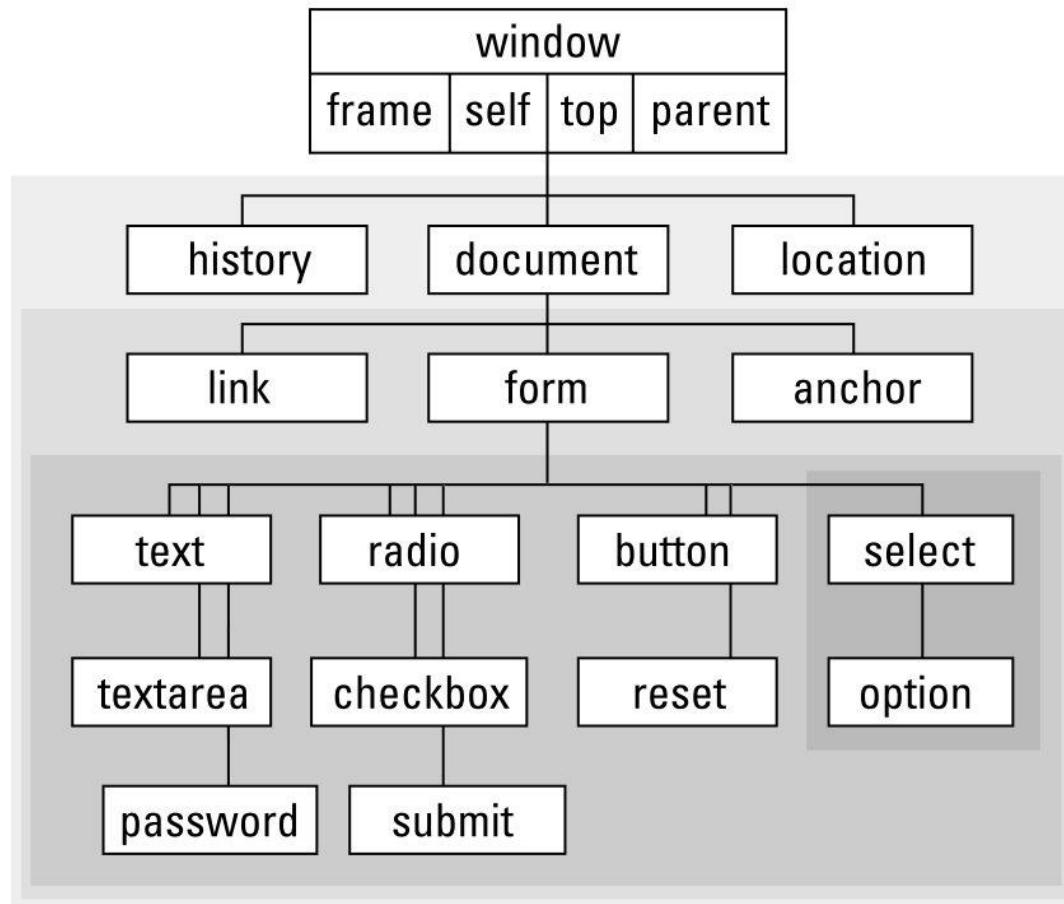 window
frame self top parent
history document location
link form anchor
text radio button select
textarea checkbox reset option
password submit